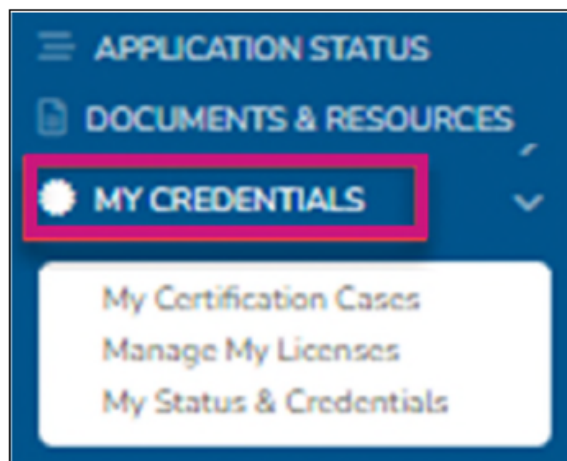 APPLICATION STATUS
DOCUMENTS & RESOURCES
MY CREDENTIALS
My Certification Cases
Manage My Licenses
My Status & Credentials